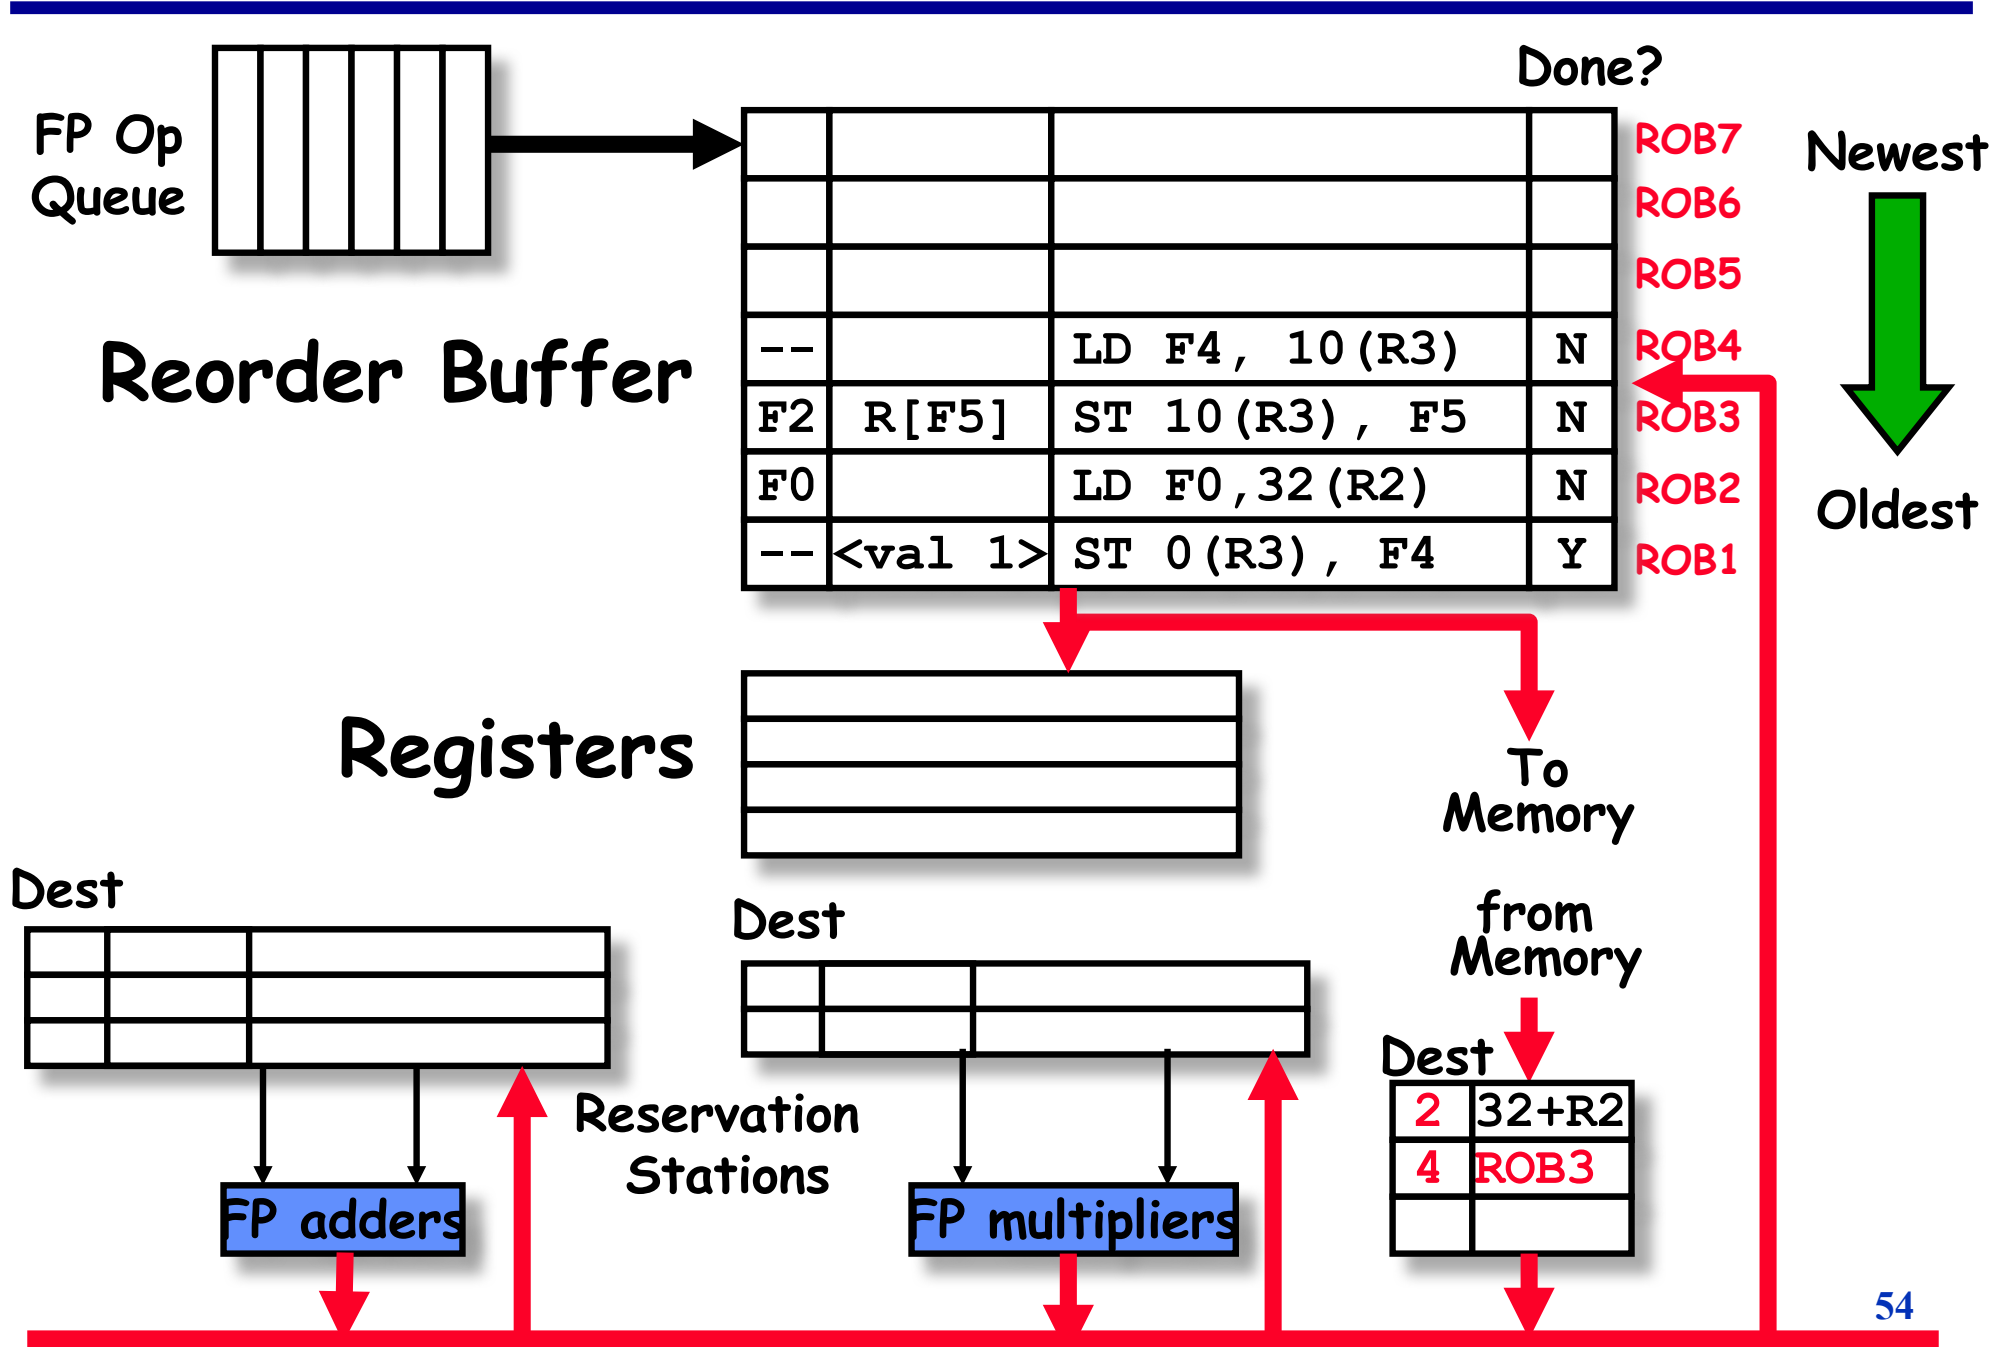 Done?
FP Op
Queue
ROB7
Newest
ROB6
ROB5
Reorder Buffer
-- LD F4, 10(R3) N ROB4
F2 R[F5] ST 10(R3), F5 N ROB3
F0 LD F0,32(R2) N ROB2
Oldest
-- <val 1> ST 0(R3), F4 Y ROB1
Registers
To
Memory
Dest
Dest
from
Memory
Dest
2 32+R2
4 ROB3
Reservation
Stations
FP adders
FP multipliers
54